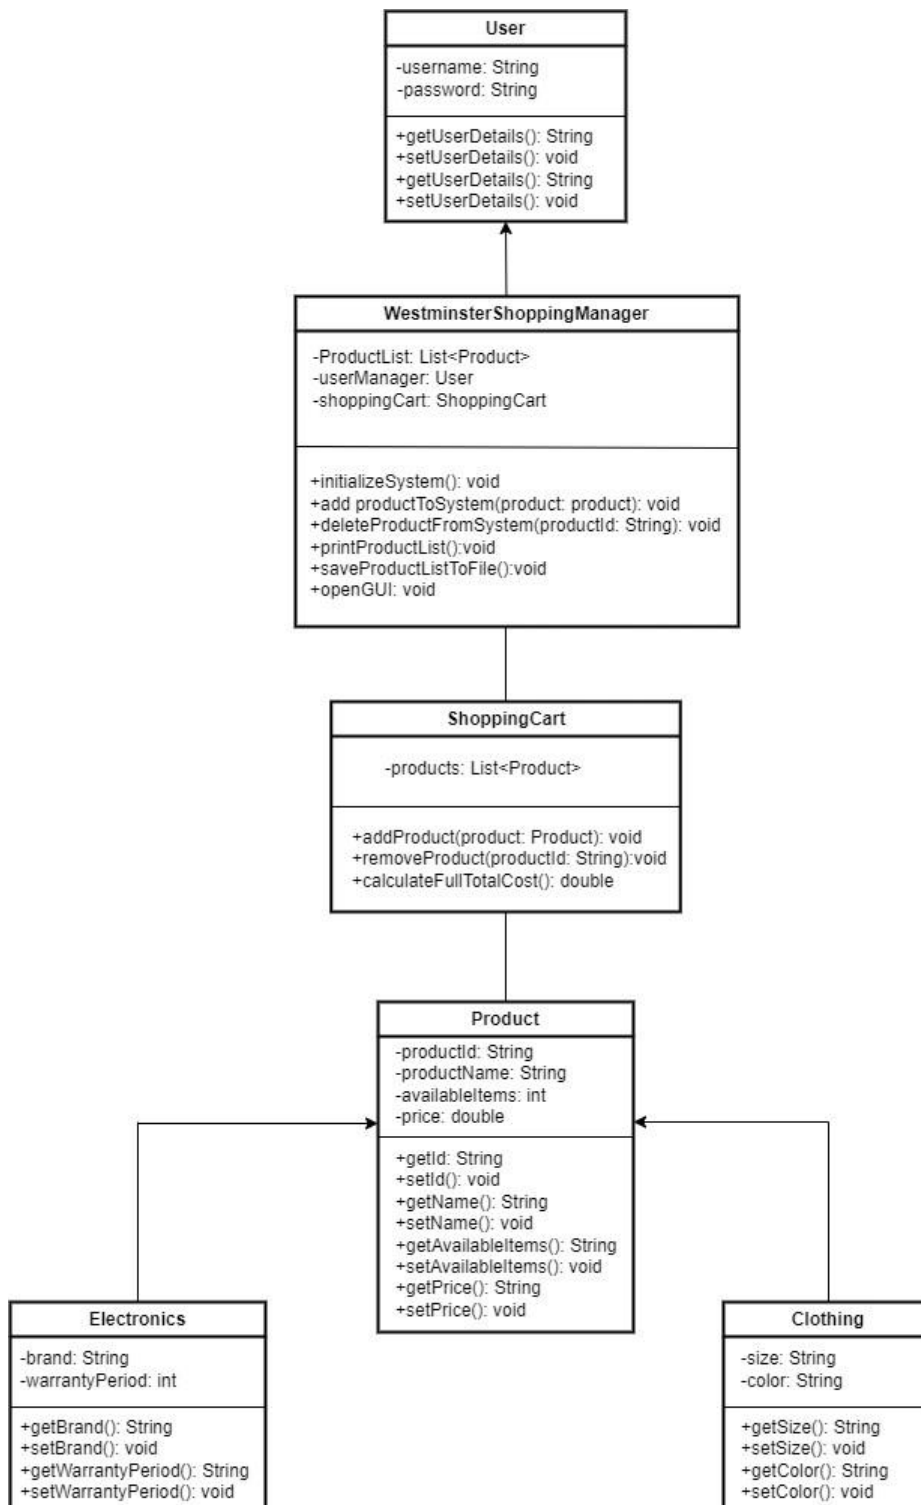 User
-username: String
-password: String
+getUserDetails(): String
+setUserDetails(): void
+getUserDetails(): String
+setUserDetails(): void
WestminsterShoppingManager
-ProductList: List<Product>
-userManager: User
-shoppingCart: ShoppingCart
+initializeSystem(): void
+add productToSystem(product: product): void
+deleteProductFromSystem(productId: String): void
+printProductList():void
+saveProductListToFile():void
+openGUI: void
ShoppingCart
-products: List<Product>
+addProduct(product: Product): void
+removeProduct(productId: String):void
+calculateFullTotalCost(): double
Product
-productId: String
-productName: String
-availableItems: int
-price: double
+getId: String
+setId(): void
+getName(): String
+setName(): void
+getAvailableItems(): String
+setAvailableItems(): void
+getPrice(): String
+setPrice(): void
Electronics
-brand: String
-warrantyPeriod: int
+getBrand(): String
+setBrand(): void
+getWarrantyPeriod(): String
+setWarrantyPeriod(): void
Clothing
-size: String
-color: String
+getSize(): String
+setSize(): void
+getColor(): String
+setColor(): void